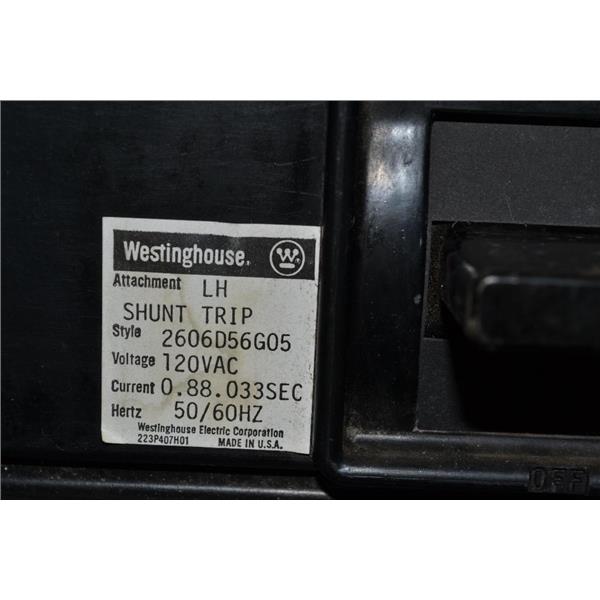 Westinghouse.
W
Attachment LH
SHUNT TRIP
Style 2606D56G05
Voltage 120VAC
Current 0.88.033SEC
Hertz 50/60HZ
Westinghouse Electric Corporation
223P407H01 MADE IN U.S.A.
OFF